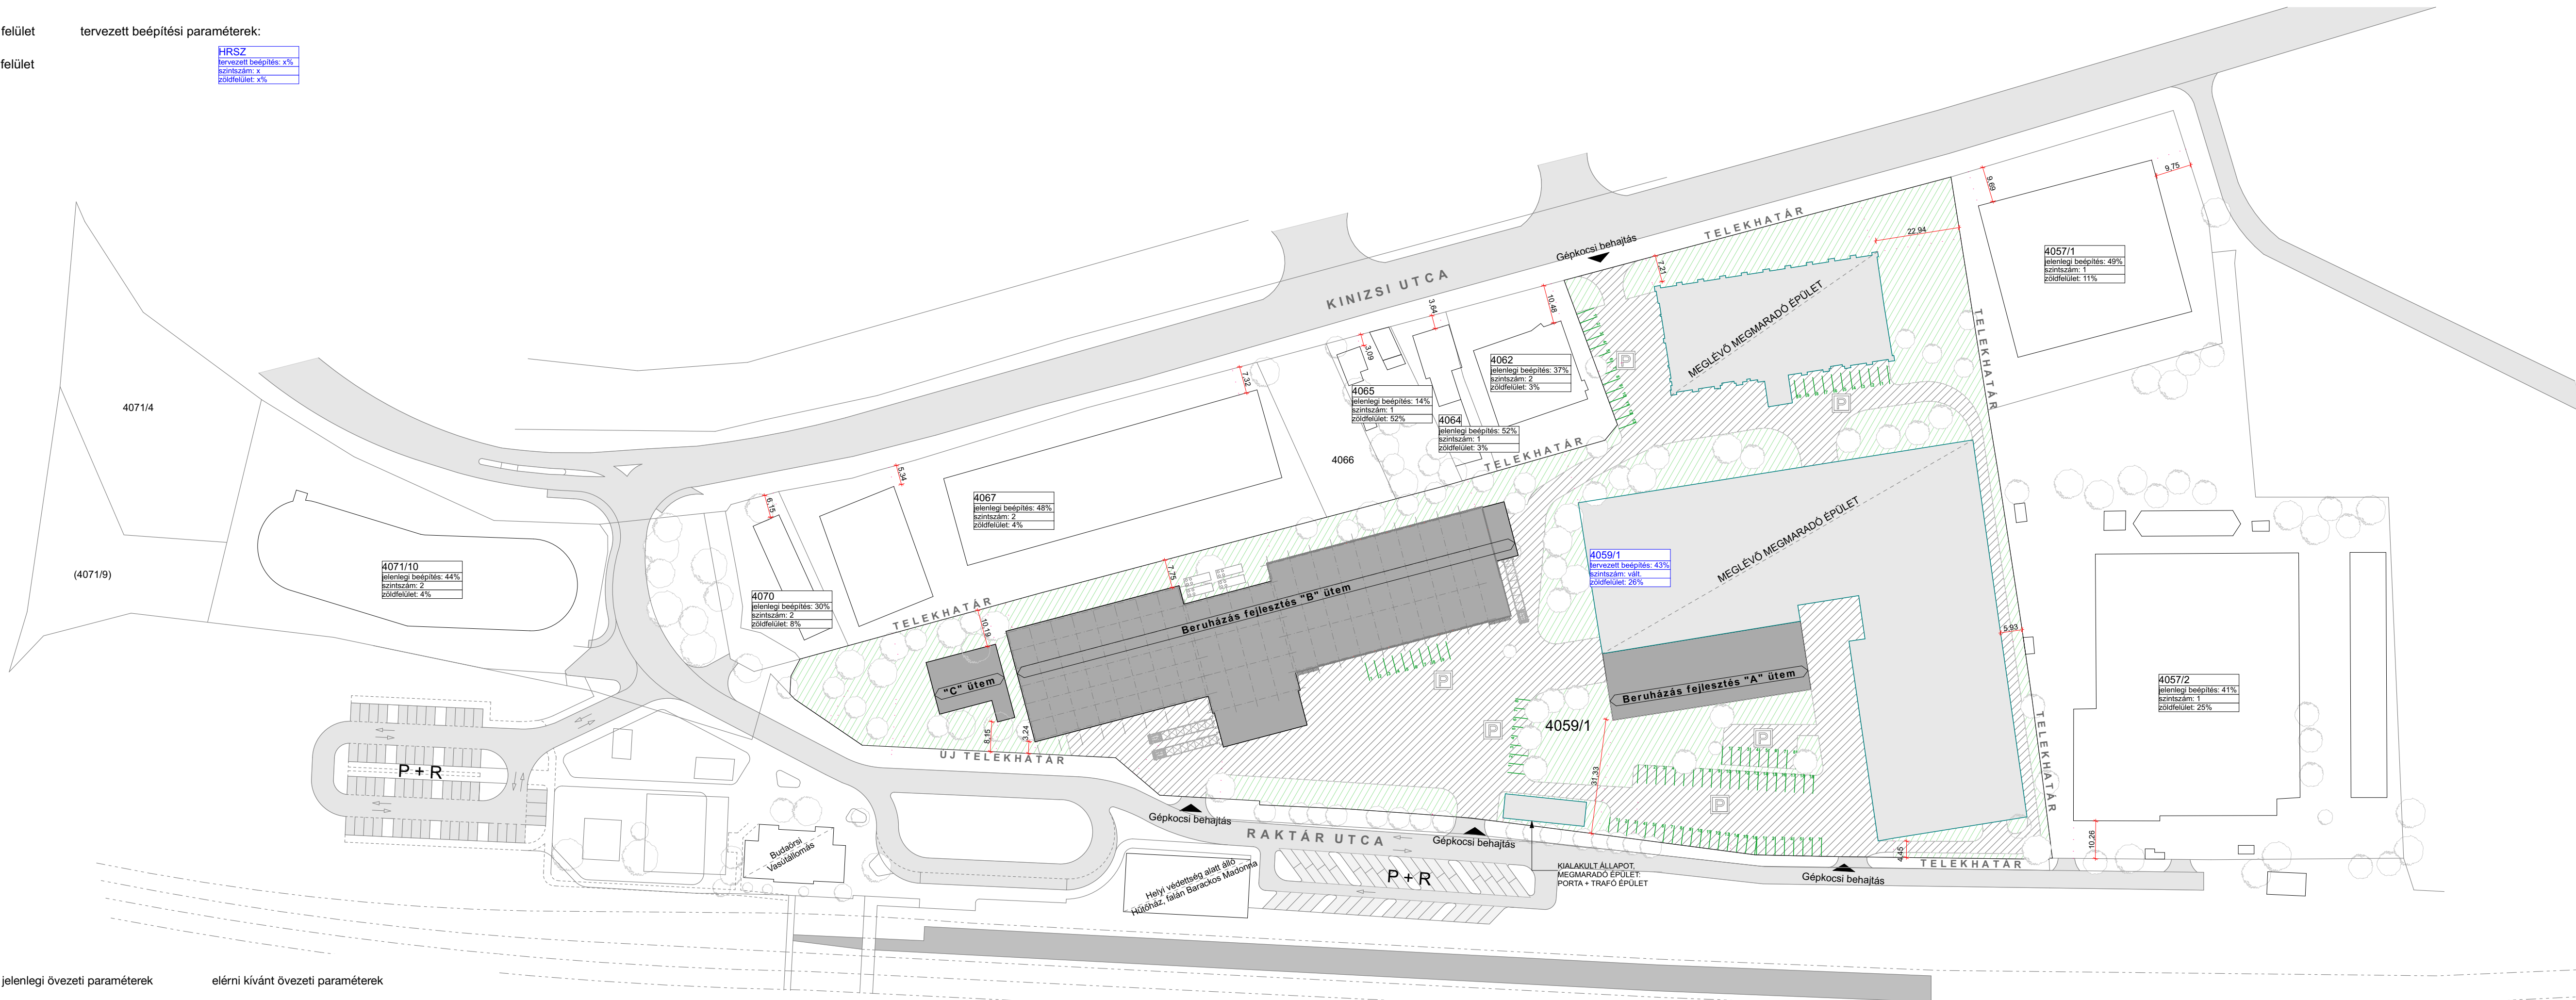 felület
tervezett beépítési paraméterek:
felület
HRSZ
tervezett beépítés: x%
szintszám: x
zöldfelület: x%
KINIZSI UTCA
Gépkocsi behajtás
TELEKHATÁR
9,69
9,75
22,94
7,21
10,48
3,64
3,09
7,32
5,34
6,15
4057/1
jelenlegi beépítés: 49%
szintszám: 1
zöldfelület: 11%
MEGLÉVŐ MEGMARADÓ ÉPÜLET
TELEKHATÁR
P
P
4062
jelenlegi beépítés: 37%
szintszám: 2
zöldfelület: 3%
4065
jelenlegi beépítés: 14%
szintszám: 1
zöldfelület: 52%
4064
jelenlegi beépítés: 52%
szintszám: 1
zöldfelület: 3%
4066
TELEKHATÁR
4071/4
4067
jelenlegi beépítés: 48%
szintszám: 2
zöldfelület: 4%
(4071/9)
4071/10
jelenlegi beépítés: 44%
szintszám: 2
zöldfelület: 4%
4070
jelenlegi beépítés: 30%
szintszám: 2
zöldfelület: 8%
TELEKHATÁR
10,19
7,75
MEGLÉVŐ MEGMARADÓ ÉPÜLET
4059/1
tervezett beépítés: 43%
szintszám: vált.
zöldfelület: 26%
Beruházás fejlesztés "B" ütem
"C" ütem
Beruházás fejlesztés "A" ütem
5,93
4057/2
jelenlegi beépítés: 41%
szintszám: 1
zöldfelület: 25%
P
P
P
P
4059/1
8,15
3,24
31,33
ÚJ TELEKHATÁR
TELEKHATÁR
P + R
Gépkocsi behajtás
RAKTÁR UTCA
Gépkocsi behajtás
Budaörsi
Vasútállomás
Helyi védettség alatt álló
Hűtőház, falán Barackos Madonna
P + R
KIALAKULT ÁLLAPOT,
MEGMARADÓ ÉPÜLET:
PORTA + TRAFÓ ÉPÜLET
Gépkocsi behajtás
4,45
TELEKHATÁR
10,26
jelenlegi övezeti paraméterek
elérni kívánt övezeti paraméterek